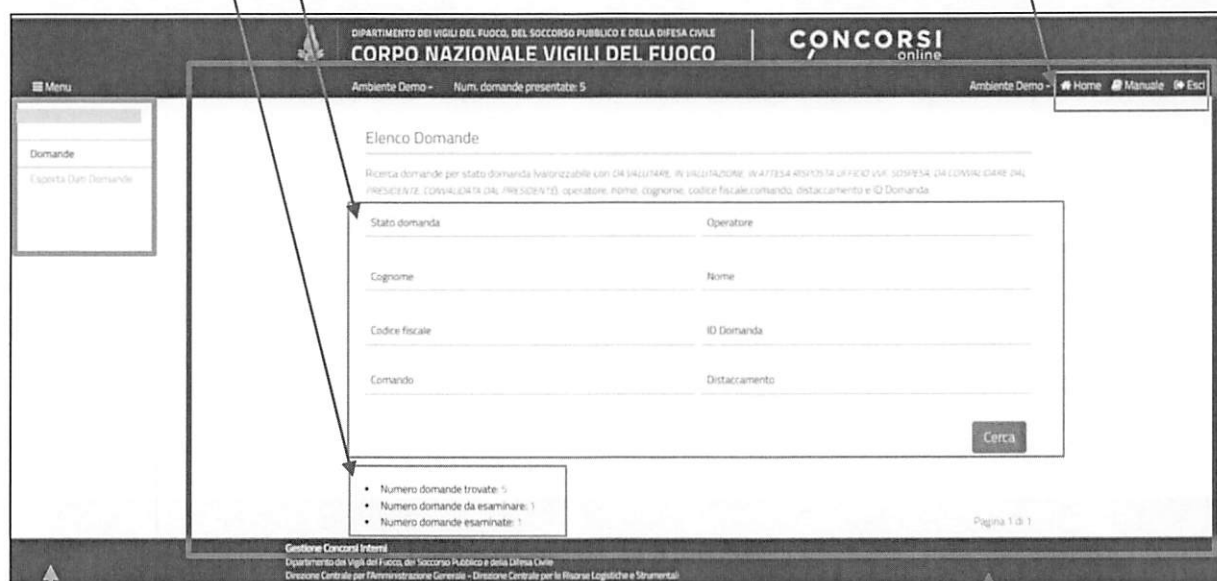 DIPARTIMENTO DEI VIGILI DEL FUOCO, DEL SOCCORSO PUBBLICO E DELLA DIFESA CIVILE
CORPO NAZIONALE VIGILI DEL FUOCO
CONCORSI
online
Menu
Ambiente Demo
Num. domande presentate: 5
Ambiente Demo
Home
Manuale
Esci
Domande
Esporta Dati Domande
Elenco Domande
Ricerca domande per stato domanda (valorizzabile con DA VALUTARE, IN VALUTAZIONE, IN ATTESA RISPOSTA UFFICIO VVF, SOSPESA, DA CONVALIDARE DAL
PRESIDENTE, CONVALIDATA DAL PRESIDENTE), operatore, nome, cognome, codice fiscale,comando, distaccamento e ID Domanda.
Stato domanda
Operatore
Cognome
Nome
Codice fiscale
ID Domanda
Comando
Distaccamento
Cerca
• Numero domande trovate: 5
• Numero domande da esaminare: 1
• Numero domande esaminate: 1
Pagina 1 di 1
Gestione Concorsi Interni
Dipartimento dei Vigili del Fuoco, del Soccorso Pubblico e della Difesa Civile
Direzione Centrale per l'Amministrazione Generale - Direzione Centrale per le Risorse Logistiche e Strumentali